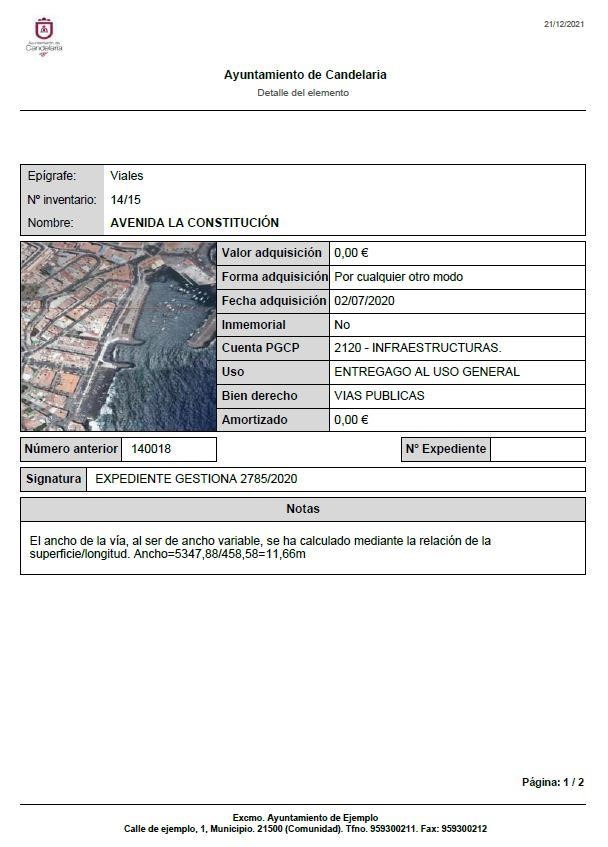 Ayuntamiento de
Candelaria
21/12/2021
Ayuntamiento de Candelaria
Detalle del elemento
Epígrafe: Viales
Nº inventario: 14/15
Nombre: AVENIDA LA CONSTITUCIÓN
Valor adquisición 0,00 €
Forma adquisición Por cualquier otro modo
Fecha adquisición 02/07/2020
Inmemorial No
Cuenta PGCP 2120 - INFRAESTRUCTURAS.
Uso ENTREGAGO AL USO GENERAL
Bien derecho VIAS PUBLICAS
Amortizado 0,00 €
Número anterior 140018 Nº Expediente
Signatura EXPEDIENTE GESTIONA 2785/2020
Notas
El ancho de la vía, al ser de ancho variable, se ha calculado mediante la relación de la
superficie/longitud. Ancho=5347,88/458,58=11,66m
Página: 1 / 2
Excmo. Ayuntamiento de Ejemplo
Calle de ejemplo, 1, Municipio. 21500 (Comunidad). Tfno. 959300211. Fax: 959300212